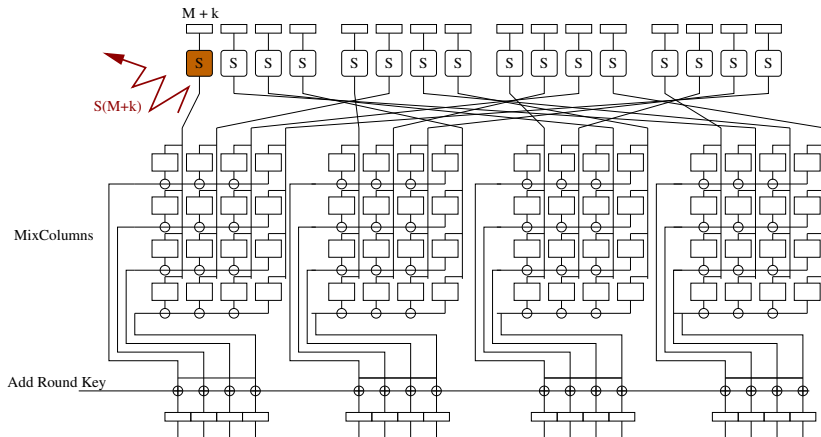 M + k
S S S S S S S S S S S S S S S S
S(M+k)
MixColumns
Add Round Key